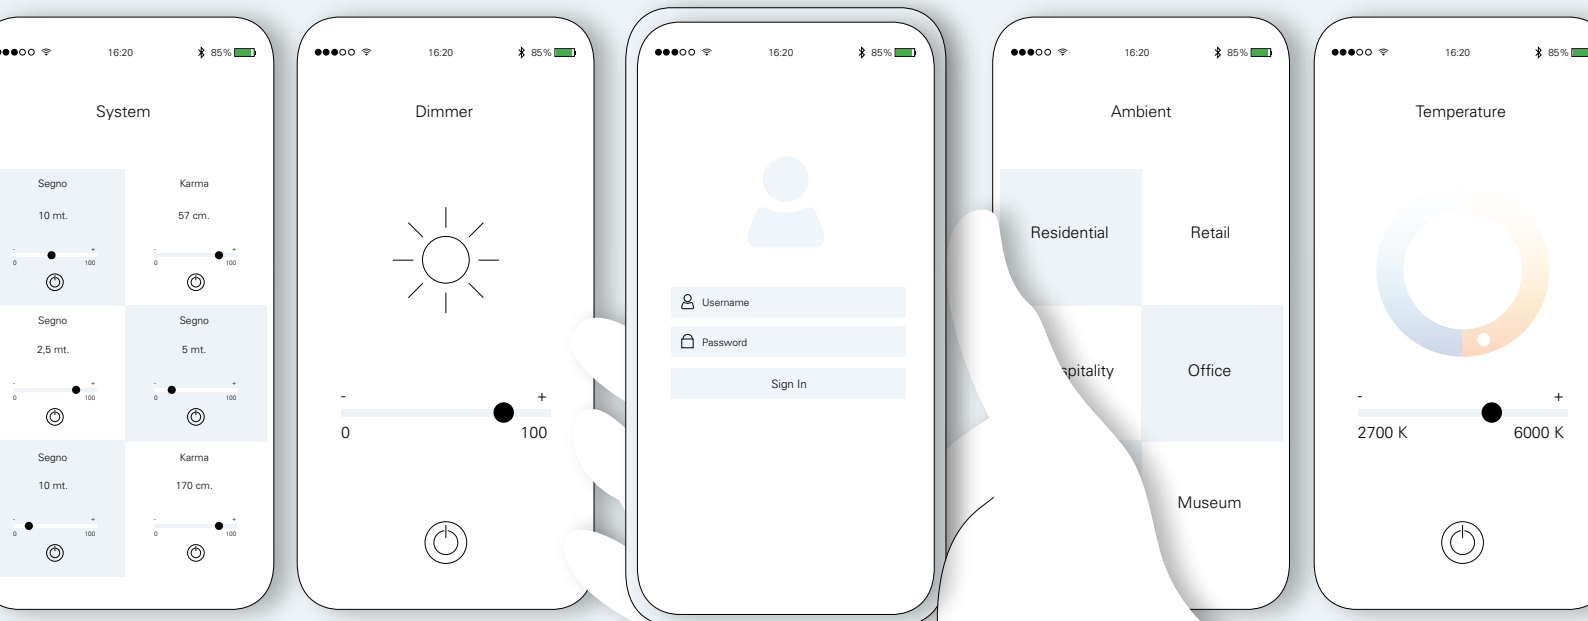 16:20
85%
System
Segno
Karma
10 mt.
57 cm.
- +
- +
0 100
0 100
Segno
Segno
2,5 mt.
5 mt.
- +
- +
0 100
0 100
Segno
Karma
10 mt.
170 cm.
- +
- +
0 100
0 100
16:20
85%
Dimmer
- +
0 100
16:20
85%
Username
Password
Sign In
16:20
85%
Ambient
Residential
Retail
spitality
Office
Museum
16:20
85%
Temperature
- +
2700 K 6000 K